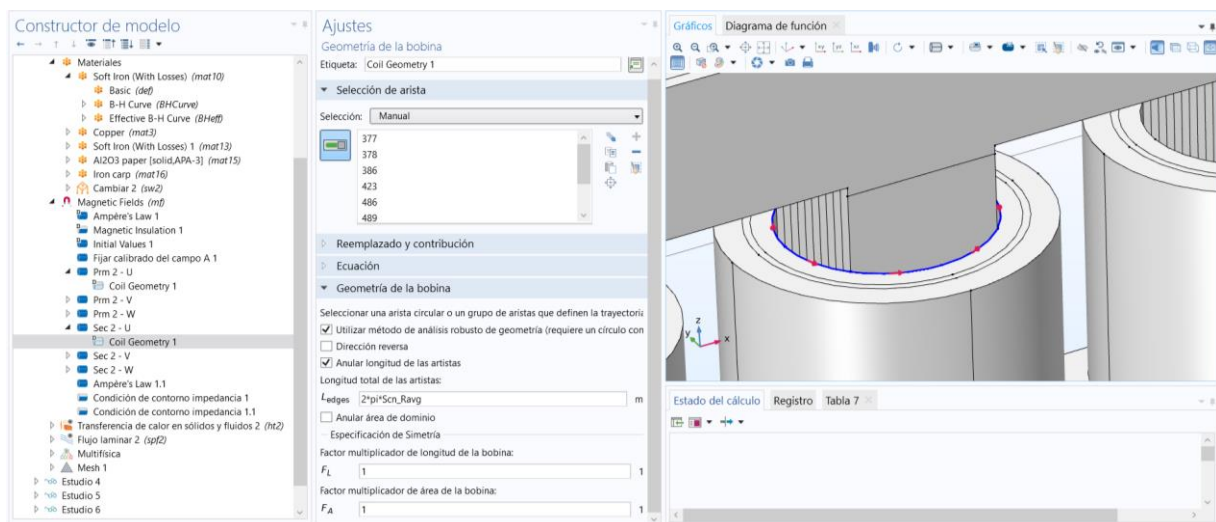 Constructor de modelo
Materiales
Soft Iron (With Losses) (mat10)
Basic (def)
B-H Curve (BHCurve)
Effective B-H Curve (BHeff)
Copper (mat3)
Soft Iron (With Losses) 1 (mat13)
Al2O3 paper [solid,APA-3] (mat15)
Iron carp (mat16)
Cambiar 2 (sw2)
Magnetic Fields (mf)
Ampère's Law 1
Magnetic Insulation 1
Initial Values 1
Fijar calibrado del campo A 1
Prm 2 - U
Coil Geometry 1
Prm 2 - V
Prm 2 - W
Sec 2 - U
Coil Geometry 1
Sec 2 - V
Sec 2 - W
Ampère's Law 1.1
Condición de contorno impedancia 1
Condición de contorno impedancia 1.1
Transferencia de calor en sólidos y fluidos 2 (ht2)
Flujo laminar 2 (spf2)
Multifísica
Mesh 1
Estudio 4
Estudio 5
Estudio 6
Ajustes
Geometría de la bobina
Etiqueta: Coil Geometry 1
Selección de arista
Selección: Manual
377
378
386
423
486
489
Reemplazado y contribución
Ecuación
Geometría de la bobina
Seleccionar una arista circular o un grupo de aristas que definen la trayectoria
Utilizar método de análisis robusto de geometría (requiere un círculo con
Dirección reversa
Anular longitud de las artistas
Longitud total de las artistas:
Ledges 2*pi*Scn_Ravg m
Anular área de dominio
Especificación de Simetría
Factor multiplicador de longitud de la bobina:
FL 1 1
Factor multiplicador de área de la bobina:
FA 1 1
Gráficos Diagrama de función
z
y x
Estado del cálculo Registro Tabla 7